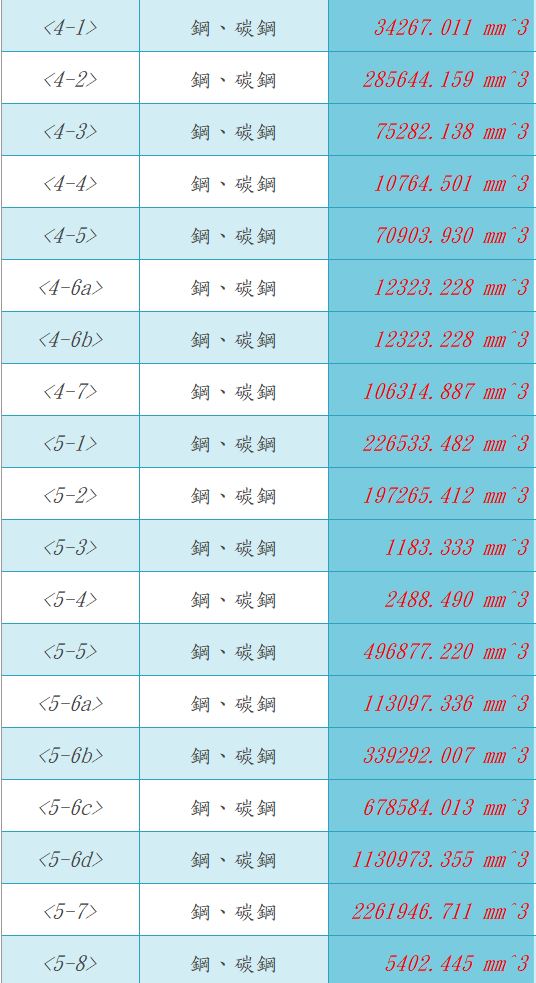 <4-1> 鋼、碳鋼 34267.011 mm^3
<4-2> 鋼、碳鋼 285644.159 mm^3
<4-3> 鋼、碳鋼 75282.138 mm^3
<4-4> 鋼、碳鋼 10764.501 mm^3
<4-5> 鋼、碳鋼 70903.930 mm^3
<4-6a> 鋼、碳鋼 12323.228 mm^3
<4-6b> 鋼、碳鋼 12323.228 mm^3
<4-7> 鋼、碳鋼 106314.887 mm^3
<5-1> 鋼、碳鋼 226533.482 mm^3
<5-2> 鋼、碳鋼 197265.412 mm^3
<5-3> 鋼、碳鋼 1183.333 mm^3
<5-4> 鋼、碳鋼 2488.490 mm^3
<5-5> 鋼、碳鋼 496877.220 mm^3
<5-6a> 鋼、碳鋼 113097.336 mm^3
<5-6b> 鋼、碳鋼 339292.007 mm^3
<5-6c> 鋼、碳鋼 678584.013 mm^3
<5-6d> 鋼、碳鋼 1130973.355 mm^3
<5-7> 鋼、碳鋼 2261946.711 mm^3
<5-8> 鋼、碳鋼 5402.445 mm^3